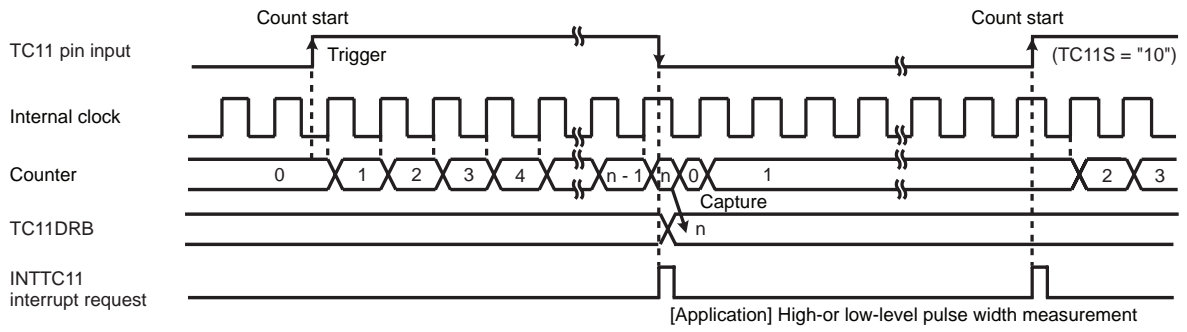 Count start
Count start
TC11 pin input
Trigger
(TC11S = "10")
Internal clock
Counter
0 1 2 3 4 n - 1 n 0 1 2 3
Capture
TC11DRB
n
INTTC11
interrupt request
[Application] High-or low-level pulse width measurement